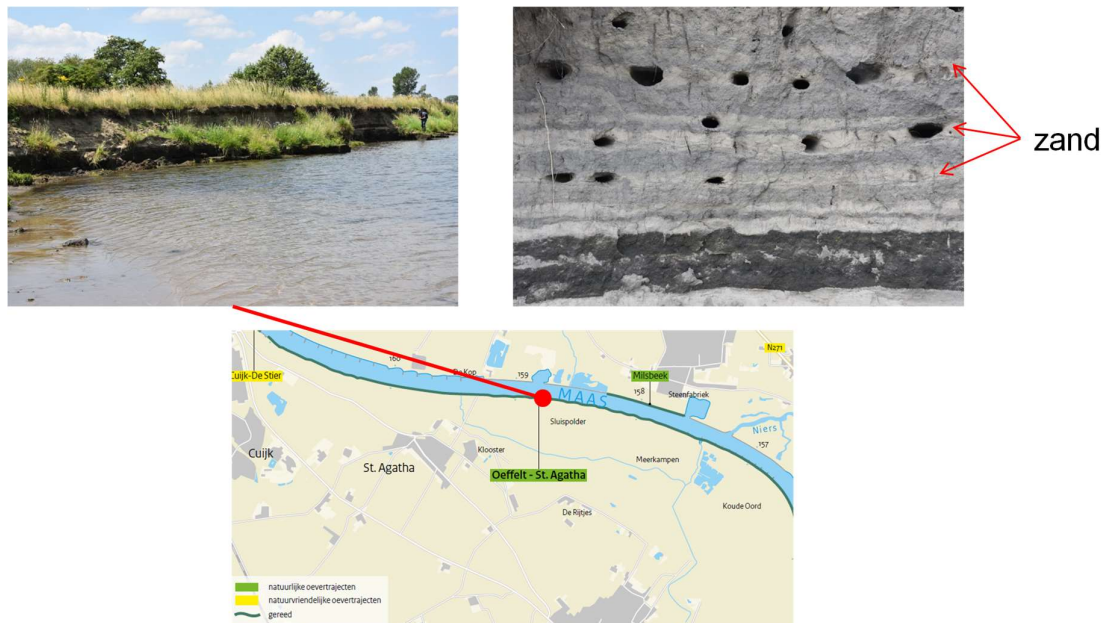 zand
N271
160
De Kop
159
MAAS
Milsbeek
158
Steenfabriek
Cuijk-De Stier
Niers
157
Sluispolder
Cuijk
St. Agatha
Klooster
Meerkampen
Oeffelt - St. Agatha
Koude Oord
De Rijtjes
natuurlijke oevertrajecten
natuurvriendelijke oevertrajecten
gereed